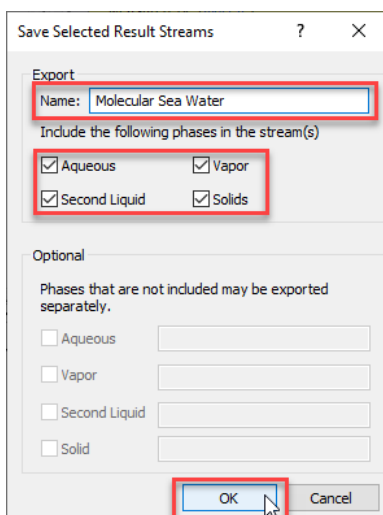 Save Selected Result Streams ? X
Export
Name: Molecular Sea Water
Include the following phases in the stream(s)
Aqueous Vapor
Second Liquid Solids
Optional
Phases that are not included may be exported
separately.
Aqueous
Vapor
Second Liquid
Solid
OK Cancel